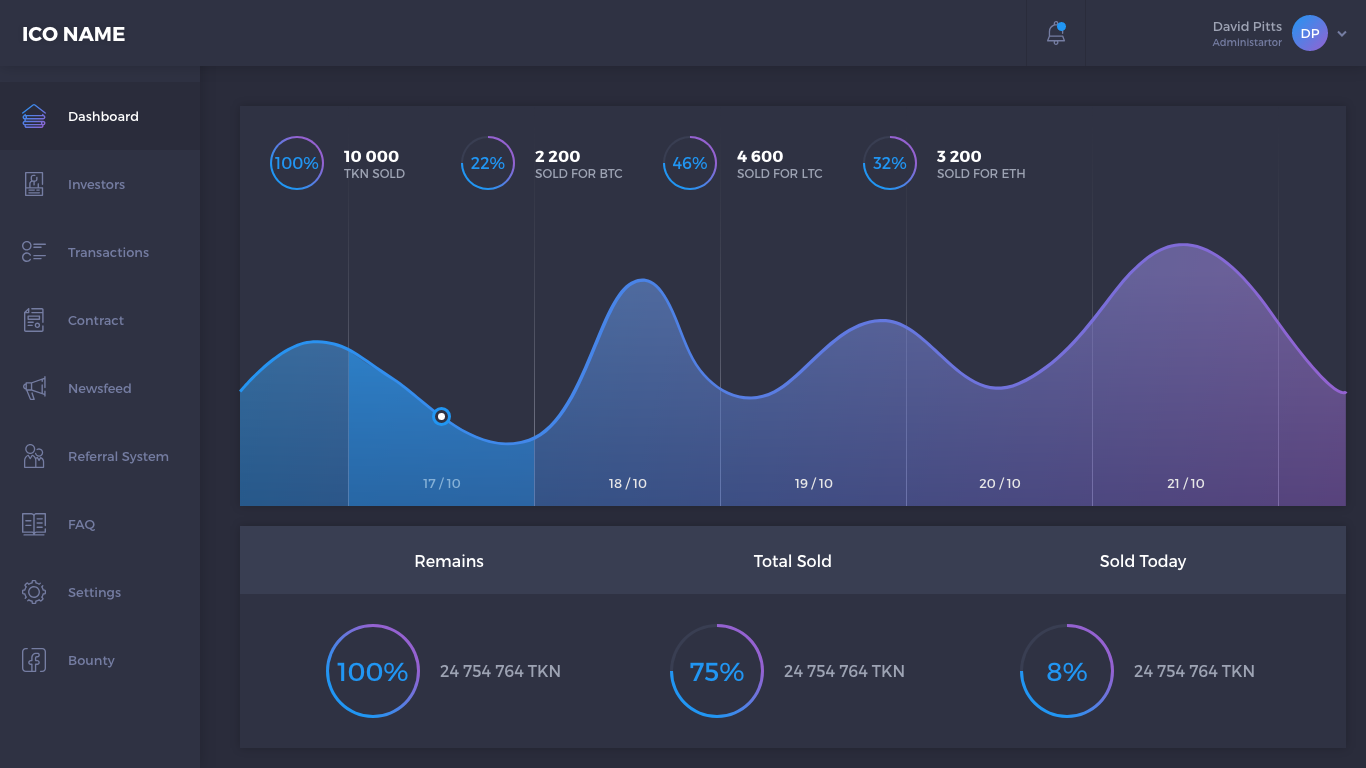 ICO NAME
David Pitts
Administartor
DP
Dashboard
Investors
Transactions
Contract
Newsfeed
Referral System
FAQ
Settings
Bounty
100%
10 000
TKN SOLD
22%
2 200
SOLD FOR BTC
46%
4 600
SOLD FOR LTC
32%
3 200
SOLD FOR ETH
17 / 10
18 / 10
19 / 10
20 / 10
21 / 10
Remains
Total Sold
Sold Today
100%
24 754 764 TKN
75%
24 754 764 TKN
8%
24 754 764 TKN